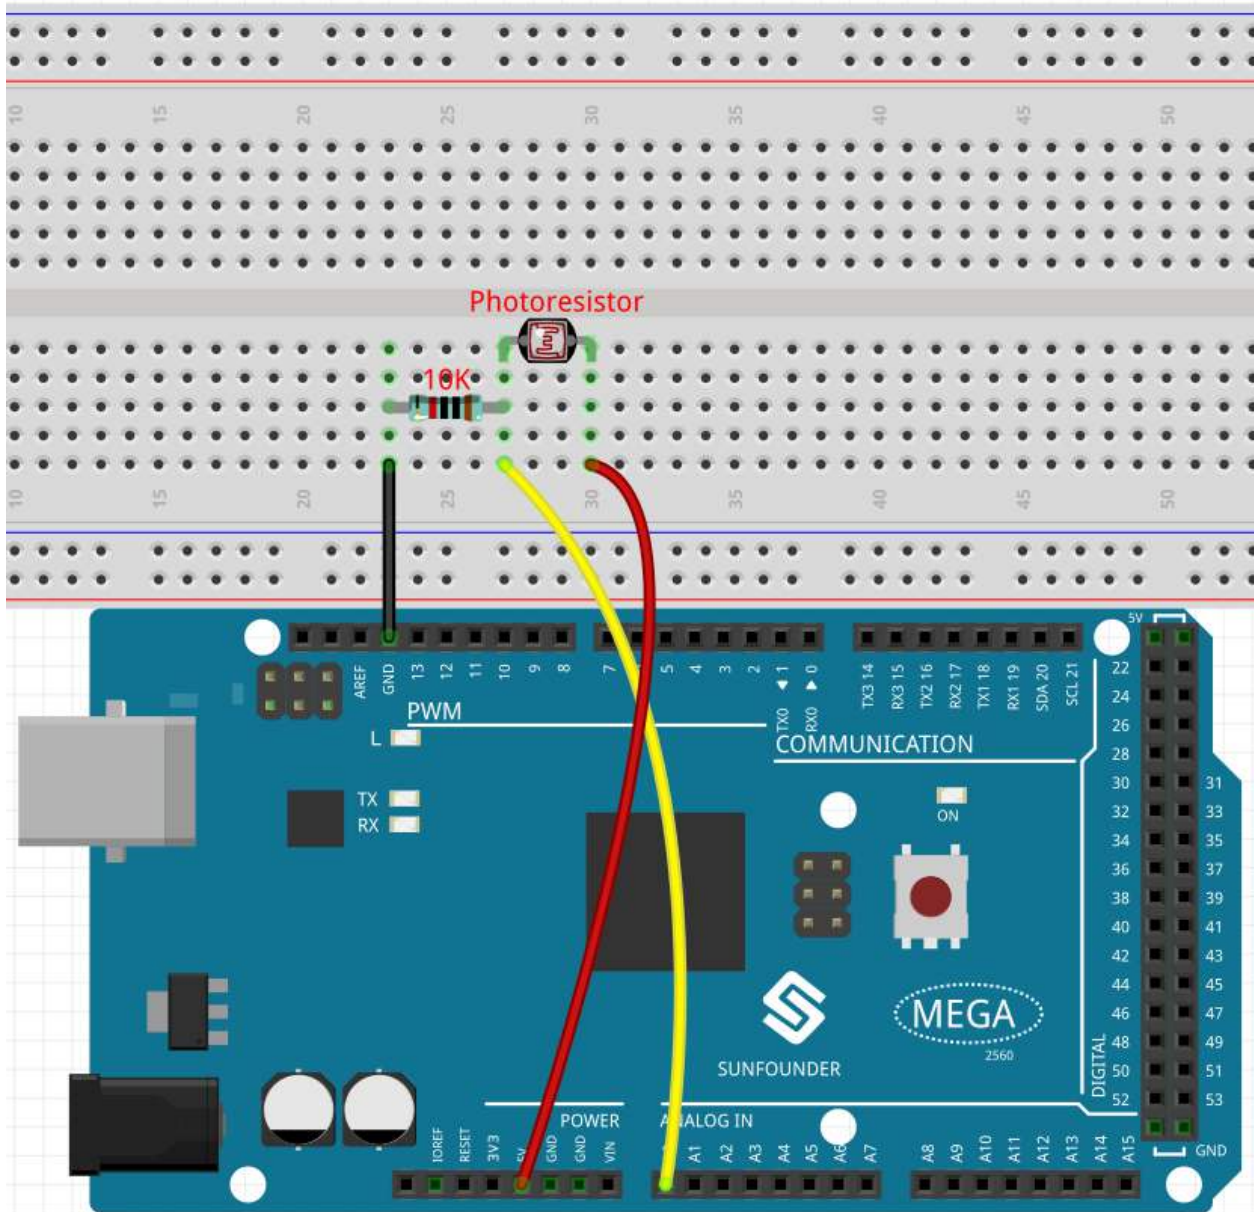 10 15 20 25 30 35 40 45 50
Photoresistor
10K
10 15 20 25 30 35 40 45 50
5V
AREF GND 13 12 11 10 9 8 7 5 4 3 2 1 0 TX3 14 RX3 15 TX2 16 RX2 17 TX1 18 RX1 19 SDA 20 SCL 21
TX0 RX0
22
24
PWM
26
L
COMMUNICATION
28
30 31
TX
32 33
RX
ON
34 35
36 37
38 39
40 41
42 43
44 45
MEGA
46 47
2560
48 49
SUNFOUNDER
50 51
DIGITAL
52 53
POWER
ANALOG IN
IOREF RESET 3V3 5V GND GND VIN A1 A2 A3 A4 A5 A6 A7 A8 A9 A10 A11 A12 A13 A14 A15
GND